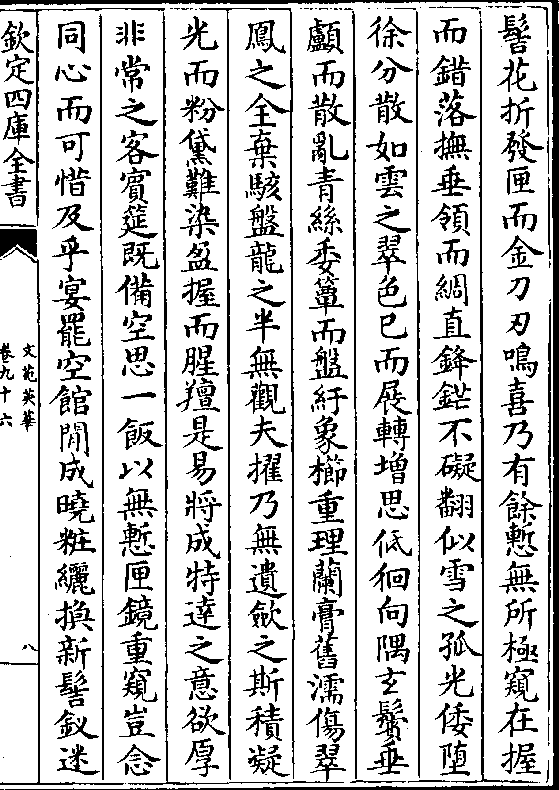 髻花折發匣而金刀刃鳴喜乃有餘慙無所極窺在握
而錯落撫垂領而綢直鋒鋩不礙翻似雪之孤光倭堕
徐分散如雲之翠色已而展轉增思低徊向隅玄鬢垂
顱而散亂青絲委簟而盤紆象櫛重理蘭膏舊濡傷翠
鳳之全棄駭盤龍之半無觀夫擢乃無遺斂之斯積凝
光而粉黛難染盈握而腥羶是易將成特達之意欲厚
非常之客賓筵既備空思一飯以無慙匣鏡重窺豈念
同心而可惜及乎宴罷空館閒成曉粧纚換新髻釵迷
欽定四庫全書
文苑英華
卷九十六
八